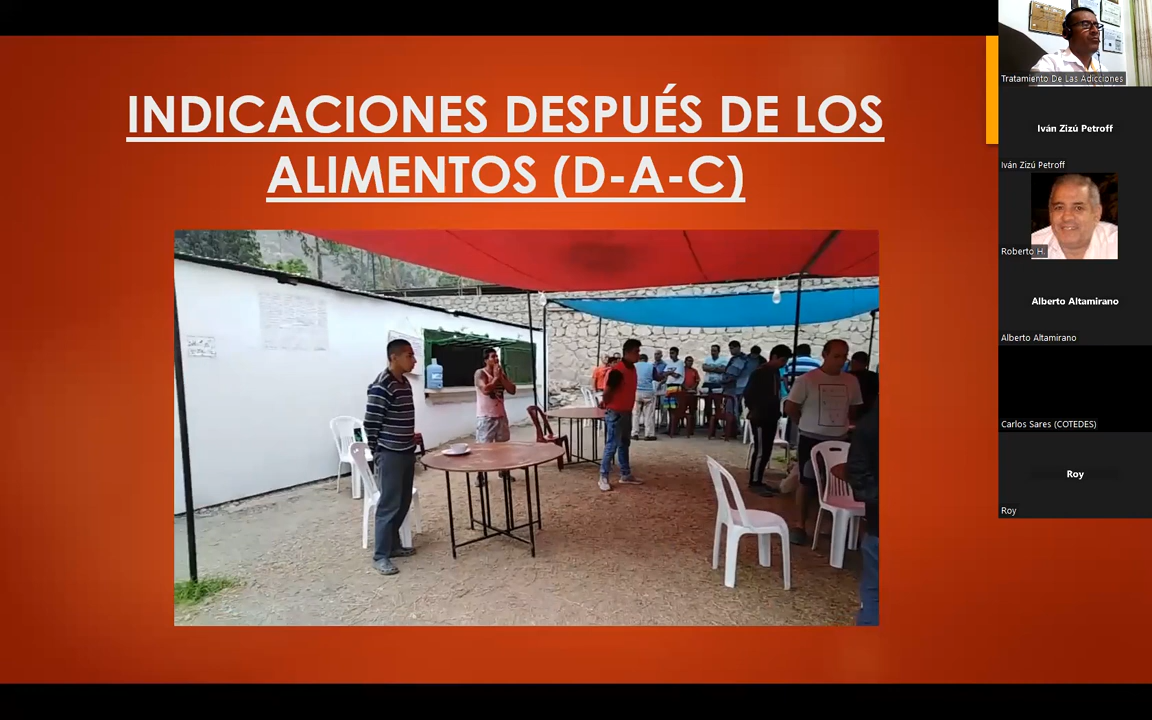 INDICACIONES DESPUÉS DE LOS
ALIMENTOS (D-A-C)
Tratamiento De Las Adicciones
Iván Zizú Petroff
Iván Zizú Petroff
Roberto H.
Alberto Altamirano
Alberto Altamirano
Carlos Sares (COTEDES)
Roy
Roy